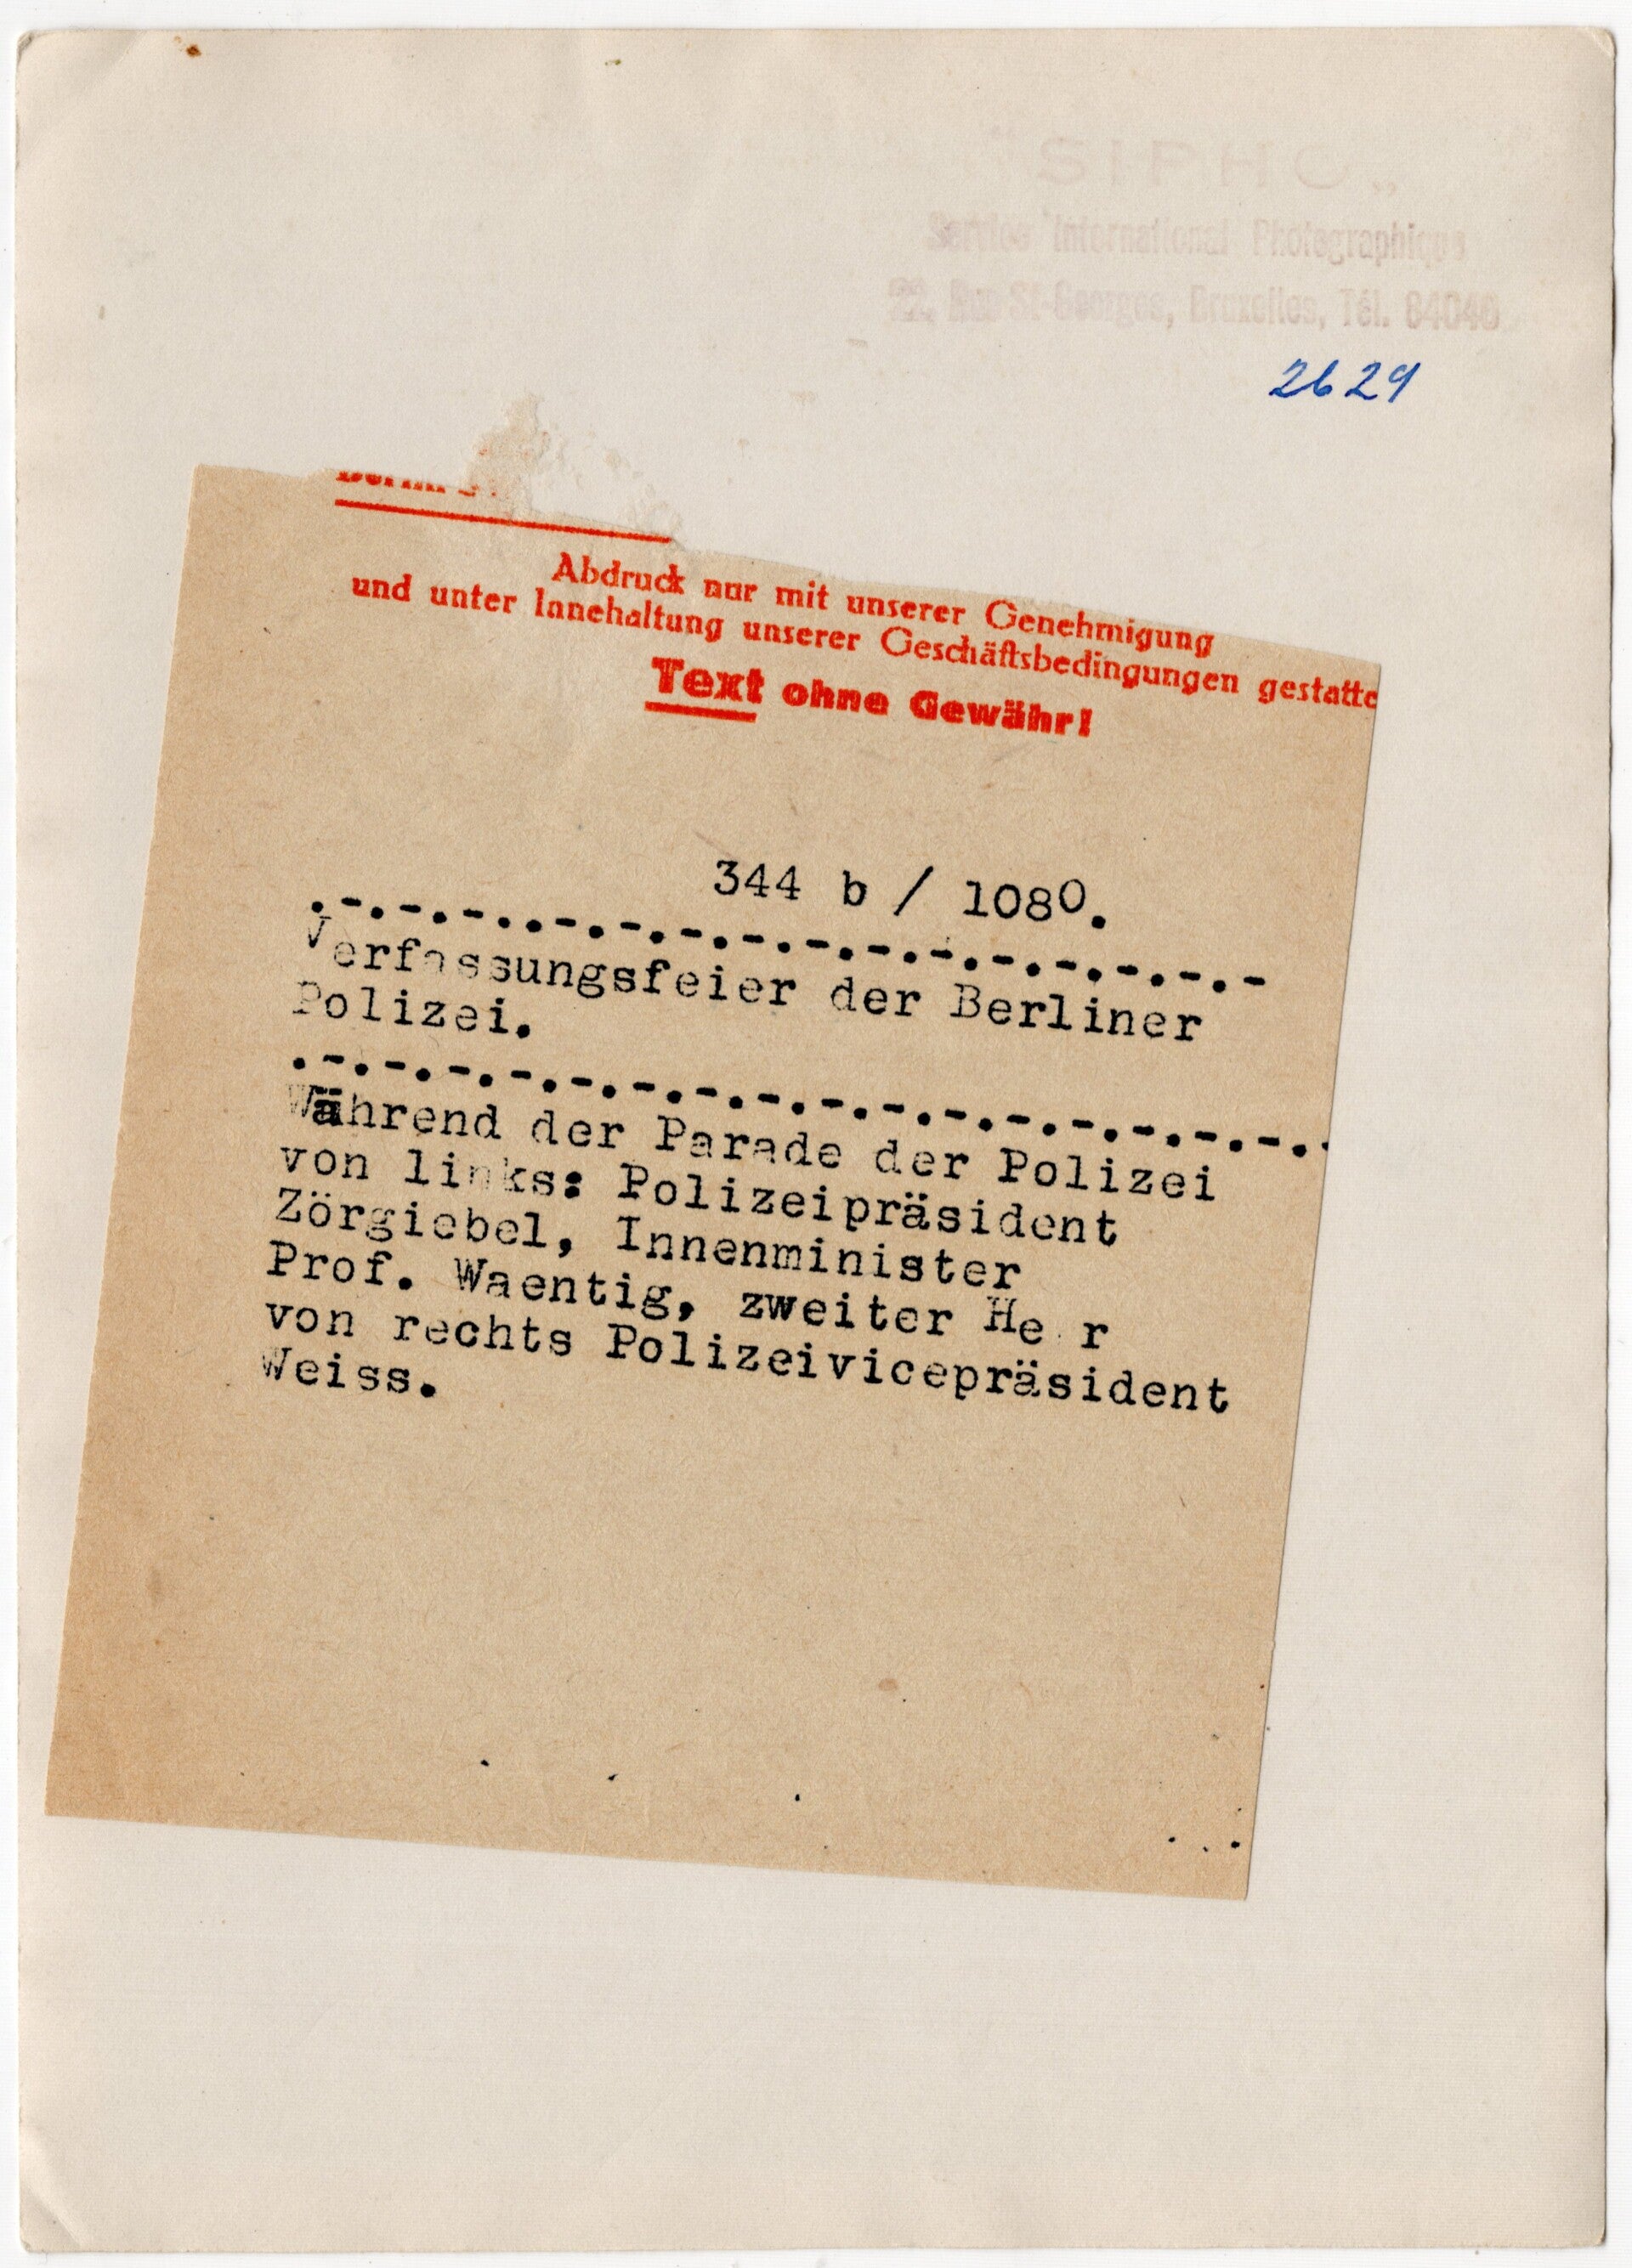 "SIPHO"
Service International Photographique
22, Rue St-Georges, Bruxelles, Tél. 84040
2629
Abdruck nur mit unserer Genehmigung
und unter Innehaltung unserer Geschäftsbedingungen gestatte
Text ohne Gewähr!
344 b / 1080.
.-.-.-..-.-.-.-.-.-.-.-.-.-.-
Verfassungsfeier der Berliner
Polizei.
.-.-.-.-.-.-.-.-.-.-.-.-.-.-.-.-..
Während der Parade der Polizei
von links: Polizeipräsident
Zörgiebel, Innenminister
Prof. Waentig, zweiter He r
von rechts Polizeivicepräsident
Weiss.